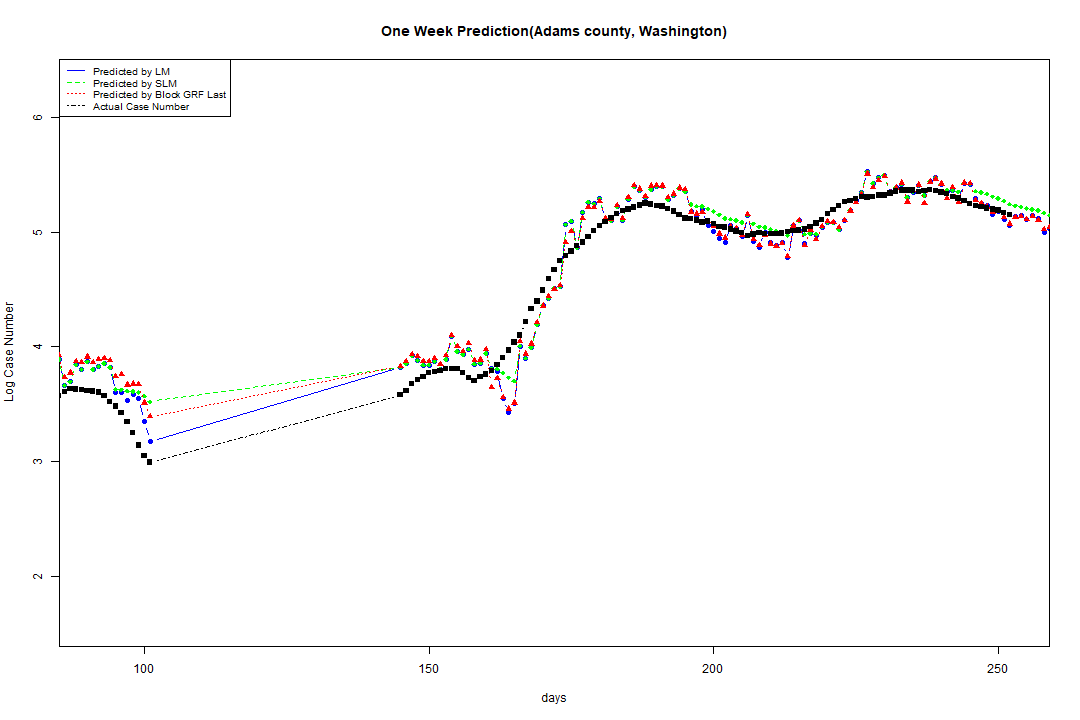 One Week Prediction(Adams county, Washington)
Predicted by LM
Predicted by SLM
Predicted by Block GRF Last
Actual Case Number
6
5
4
3
2
Log Case Number
100 150 200 250
days